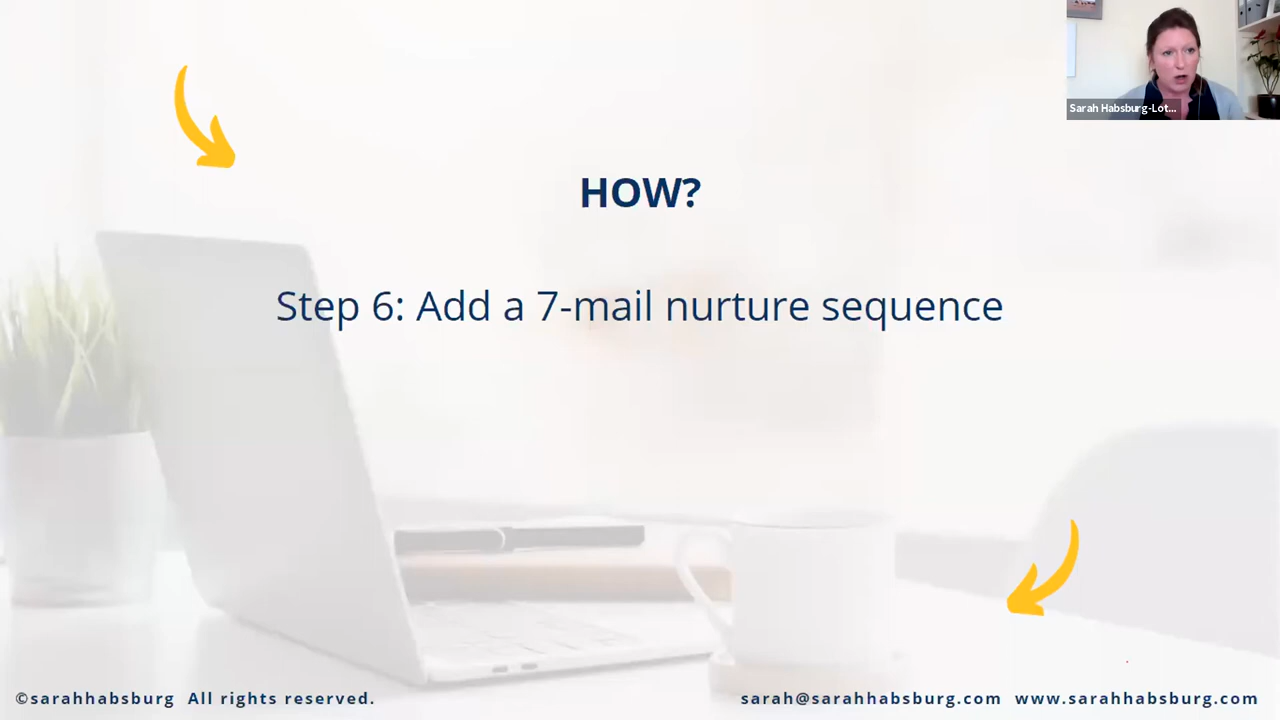 Sarah Habsburg-Lot...
HOW?
Step 6: Add a 7-mail nurture sequence
©sarahhabsburg All rights reserved.
sarah@sarahhabsburg.com www.sarahhabsburg.com